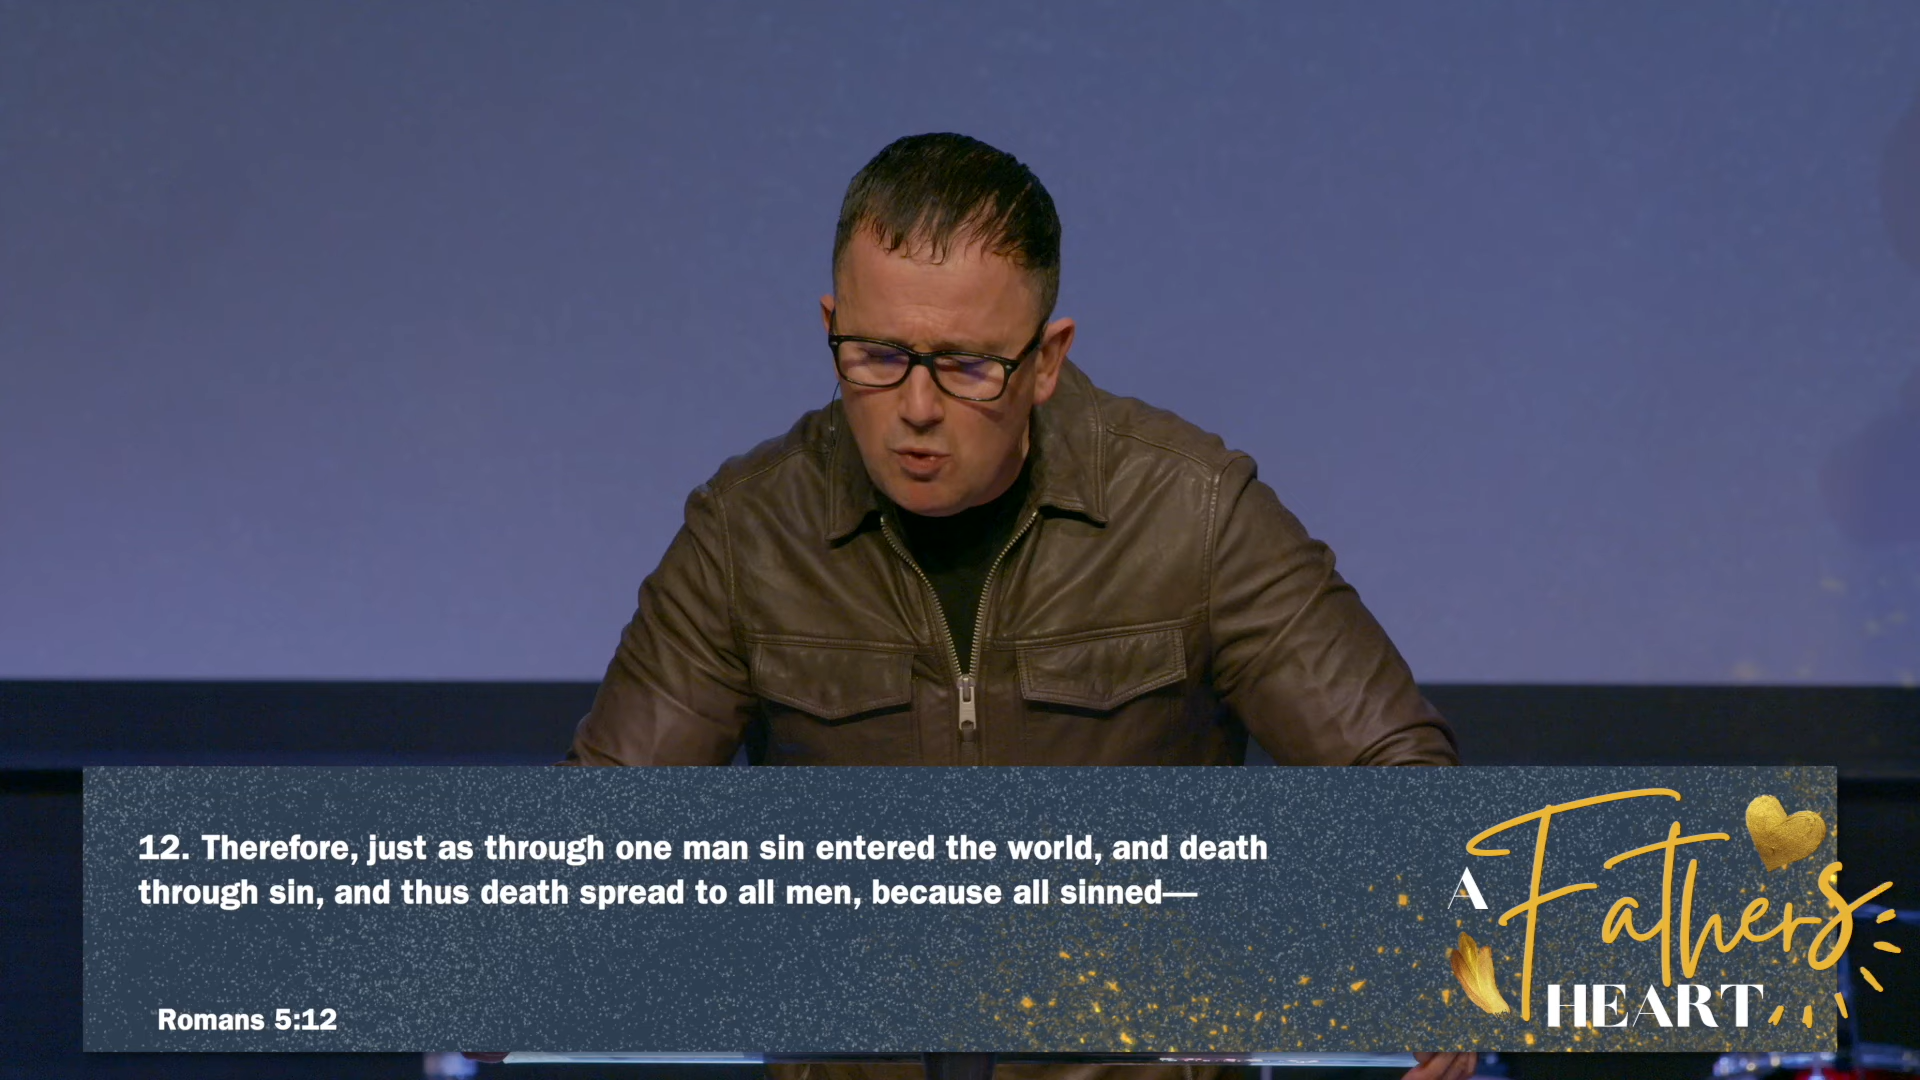 12. Therefore, just as through one man sin entered the world, and death
through sin, and thus death spread to all men, because all sinned—
Romans 5:12
A Fathers
HEART